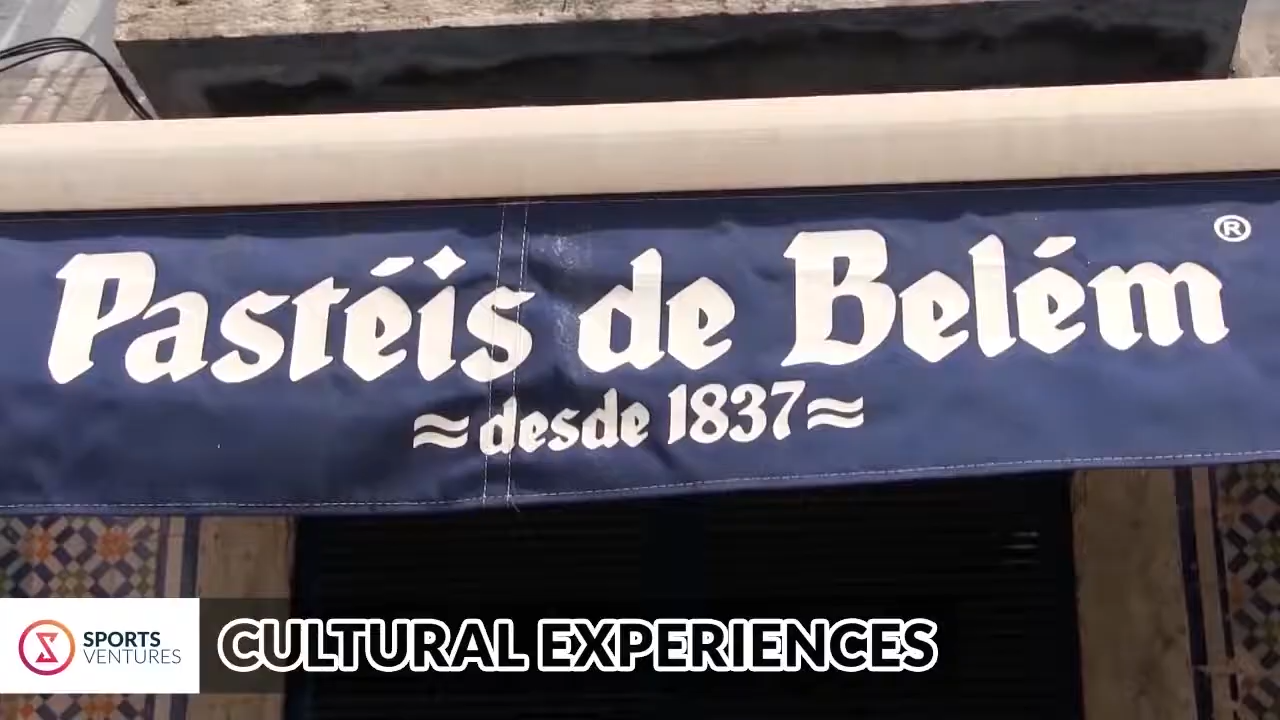 Pastéis de Belém ®
≈ desde 1837 ≈
SPORTS
VENTURES
CULTURAL EXPERIENCES